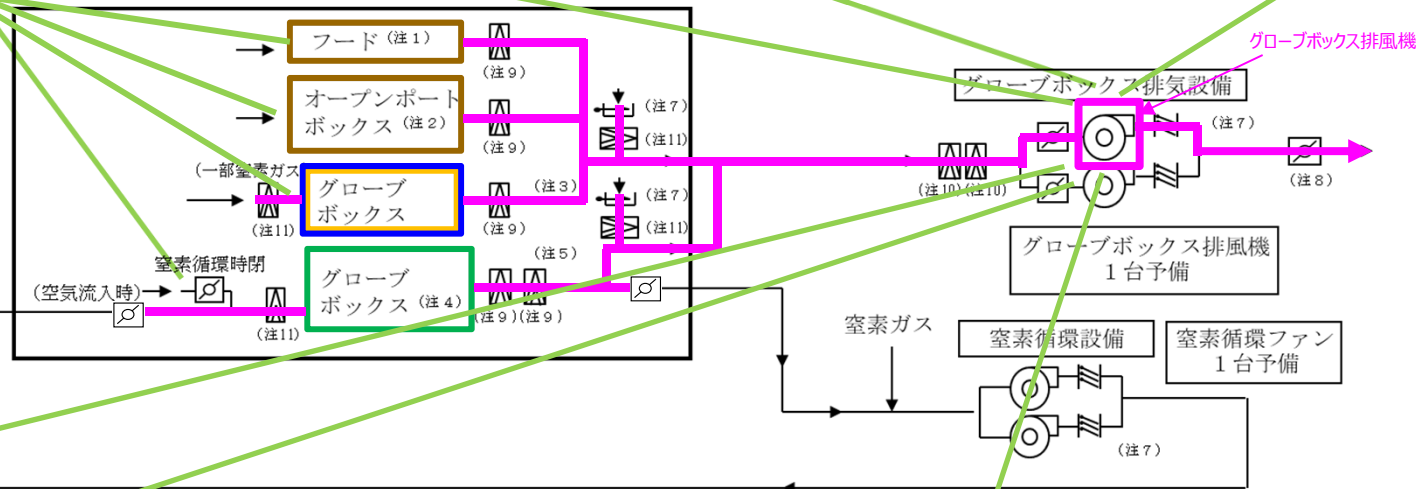 フード(注1)
(注9)
オープンポート
ボックス(注2)
(注9)
(一部窒素ガス
グローブ
ボックス
(注11)
(注9)
(注3)
(注7)
(注11)
(注7)
(注11)
(注5)
窒素循環時閉
(空気流入時)
(注11)
グローブ
ボックス(注4)
(注9)(注9)
グローブボックス排風機
グローブボックス排気設備
(注7)
(注8)
(注10)(注10)
グローブボックス排風機
1台予備
窒素ガス
窒素循環設備
窒素循環ファン
1台予備
(注7)